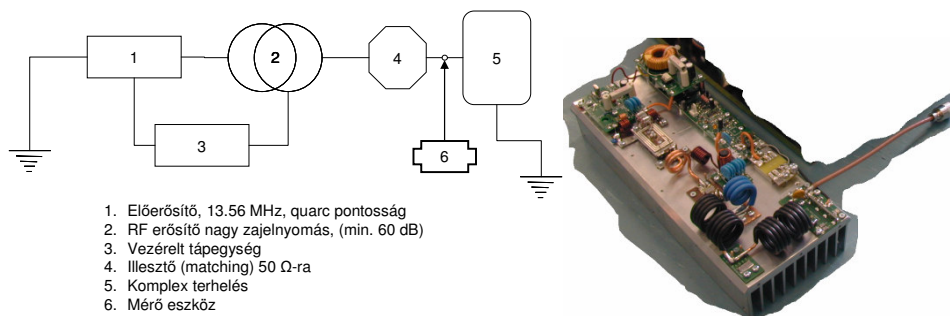 1
2
3
4
5
6
1. Előerősítő, 13.56 MHz, quarc pontosság
2. RF erősítő nagy zajelnyomás, (min. 60 dB)
3. Vezérelt tápegység
4. Illesztő (matching) 50 Ω-ra
5. Komplex terhelés
6. Mérő eszköz